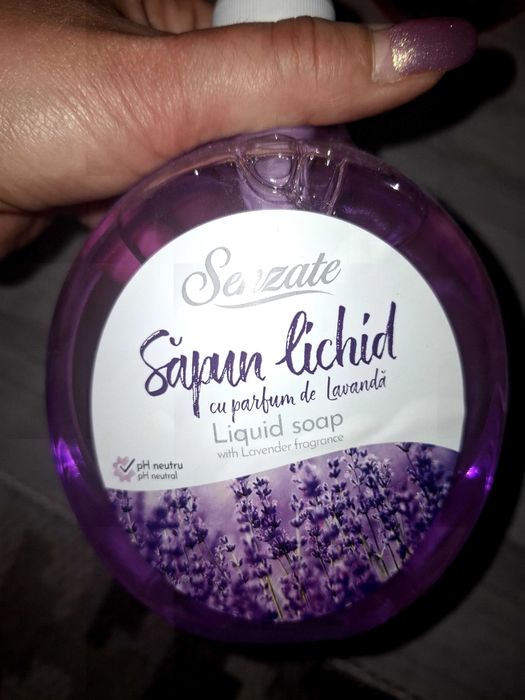 Senzate
Săpun lichid
cu parfum de Lavandă
Liquid soap
with Lavender fragrance
pH neutru
pH neutral